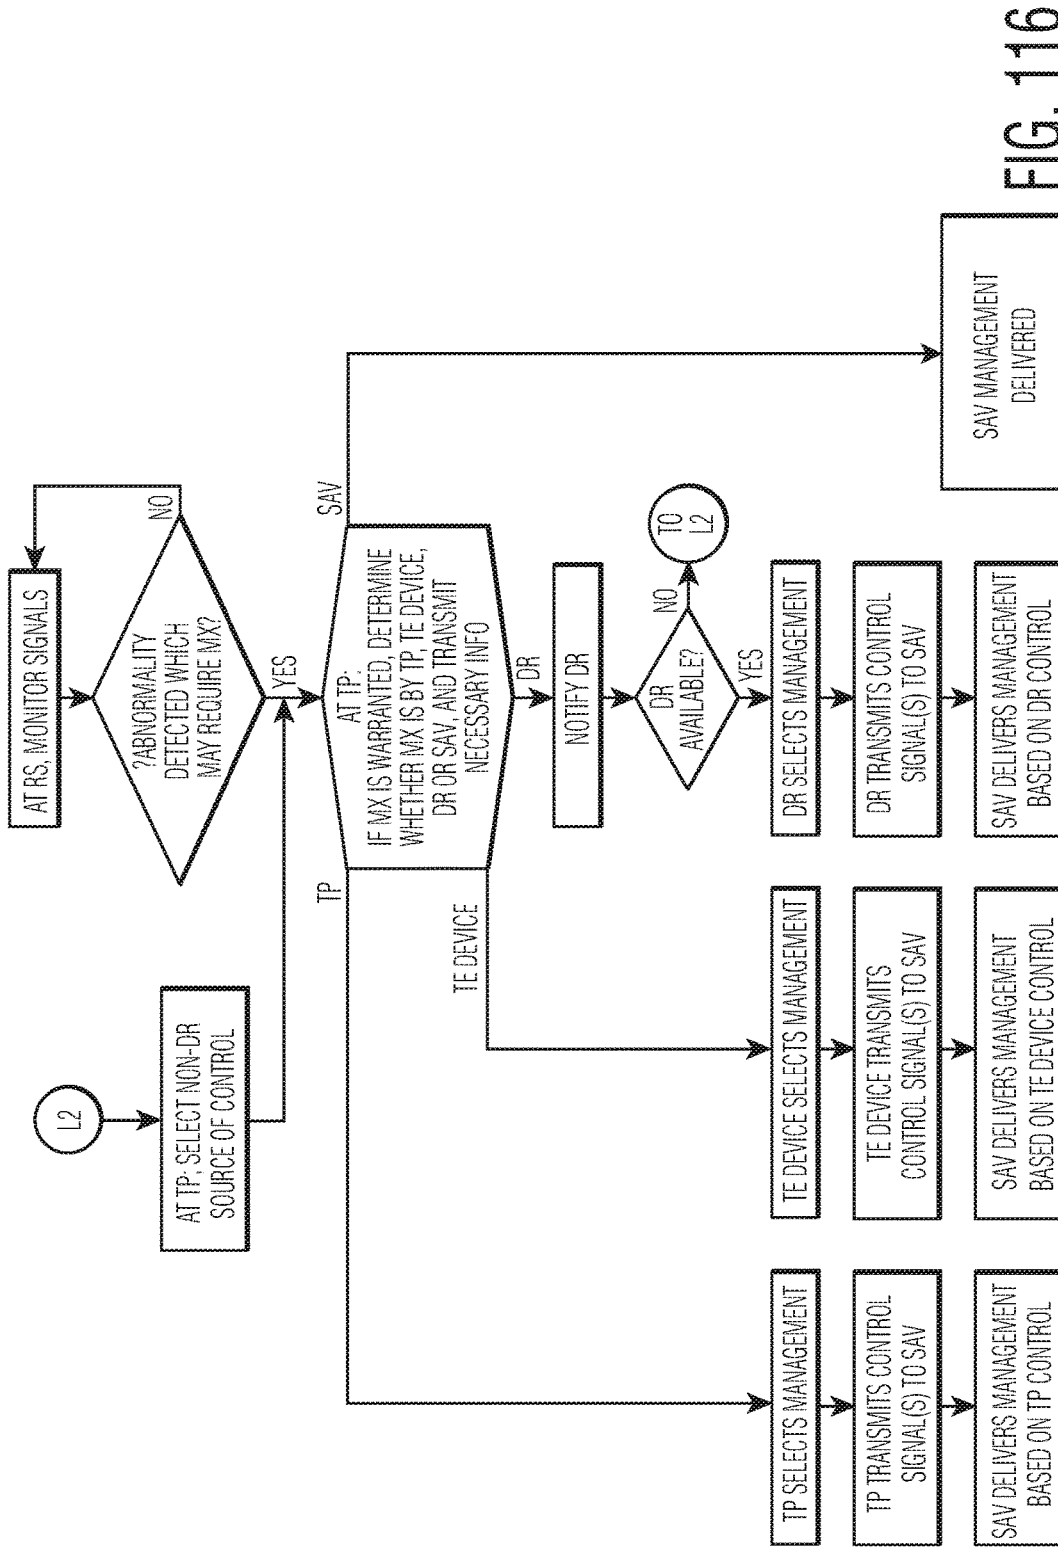 AT RS, MONITOR SIGNALS
?ABNORMALITY
DETECTED WHICH
MAY REQUIRE MX?
NO
YES
L2
AT TP; SELECT NON-DR
SOURCE OF CONTROL
AT TP:
IF MX IS WARRANTED, DETERMINE
WHETHER MX IS BY TP, TE DEVICE,
DR OR SAV, AND TRANSMIT
NECESSARY INFO
TP
TE DEVICE
DR
SAV
NOTIFY DR
DR
AVAILABLE?
NO
TO
L2
YES
TP SELECTS MANAGEMENT
TP TRANSMITS CONTROL
SIGNAL(S) TO SAV
SAV DELIVERS MANAGEMENT
BASED ON TP CONTROL
TE DEVICE SELECTS MANAGEMENT
TE DEVICE TRANSMITS
CONTROL SIGNAL(S) TO SAV
SAV DELIVERS MANAGEMENT
BASED ON TE DEVICE CONTROL
DR SELECTS MANAGEMENT
DR TRANSMITS CONTROL
SIGNAL(S) TO SAV
SAV DELIVERS MANAGEMENT
BASED ON DR CONTROL
SAV MANAGEMENT
DELIVERED
FIG. 116